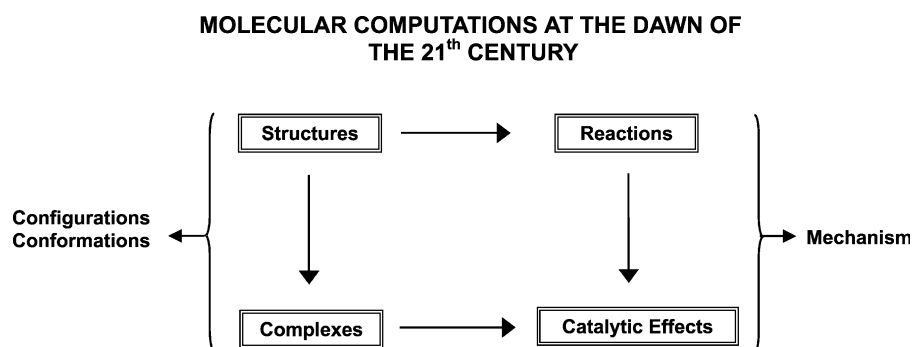 MOLECULAR COMPUTATIONS AT THE DAWN OF
THE 21th CENTURY
Structures
Reactions
Configurations
Conformations
Mechanism
Complexes
Catalytic Effects